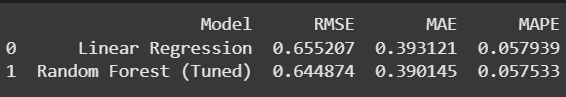 Model RMSE MAE MAPE
0 Linear Regression 0.655207 0.393121 0.057939
1 Random Forest (Tuned) 0.644874 0.390145 0.057533